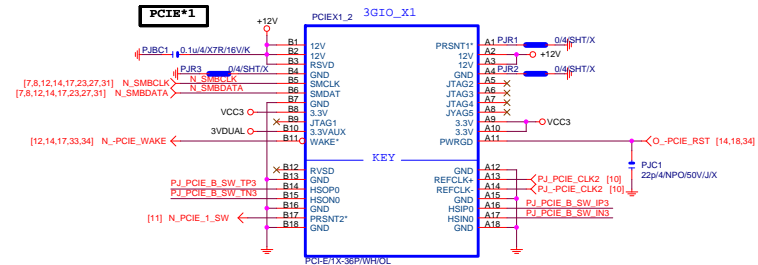 PCIE*1
+12V
PCIEX1_2 3GIO_X1
PJBC1 0.1u/4/X7R/16V/K
B1 12V PRSNT1* A1 PJR1 0/4/SHT/X
B2 12V 12V A2 +12V
B3 RSVD 12V A3
PJR3 0/4/SHT/X B4 GND GND A4 PJR2 0/4/SHT/X
[7,8,12,14,17,23,27,31] N_SMBCLK N_SMBCLK B5 SMCLK JTAG2 A5
[7,8,12,14,17,23,27,31] N_SMBDATA N_SMBDATA B6 SMDAT JTAG3 A6
B7 GND JTAG4 A7
VCC3 B8 3.3V JYAG5 A8
B9 JTAG1 3.3V A9 VCC3
3VDUAL B10 3.3VAUX 3.3V A10
[12,14,17,33,34] N_-PCIE_WAKE B11 WAKE* PWRGD A11 O_-PCIE_RST [14,18,34]
KEY
PJC1
22p/4/NPO/50V/J/X
B12 RVSD GND A12
B13 GND REFCLK+ A13 PJ_PCIE_CLK2 [10]
PJ_PCIE_B_SW_TP3 B14 HSOP0 REFCLK- A14 PJ_-PCIE_CLK2 [10]
PJ_PCIE_B_SW_TN3 B15 HSON0 GND A15
B16 GND HSIP0 A16 PJ_PCIE_B_SW_IP3
[11] N_PCIE_1_SW B17 PRSNT2* HSIN0 A17 PJ_PCIE_B_SW_IN3
B18 GND GND A18
PCI-E/1X-36P/WH/OL